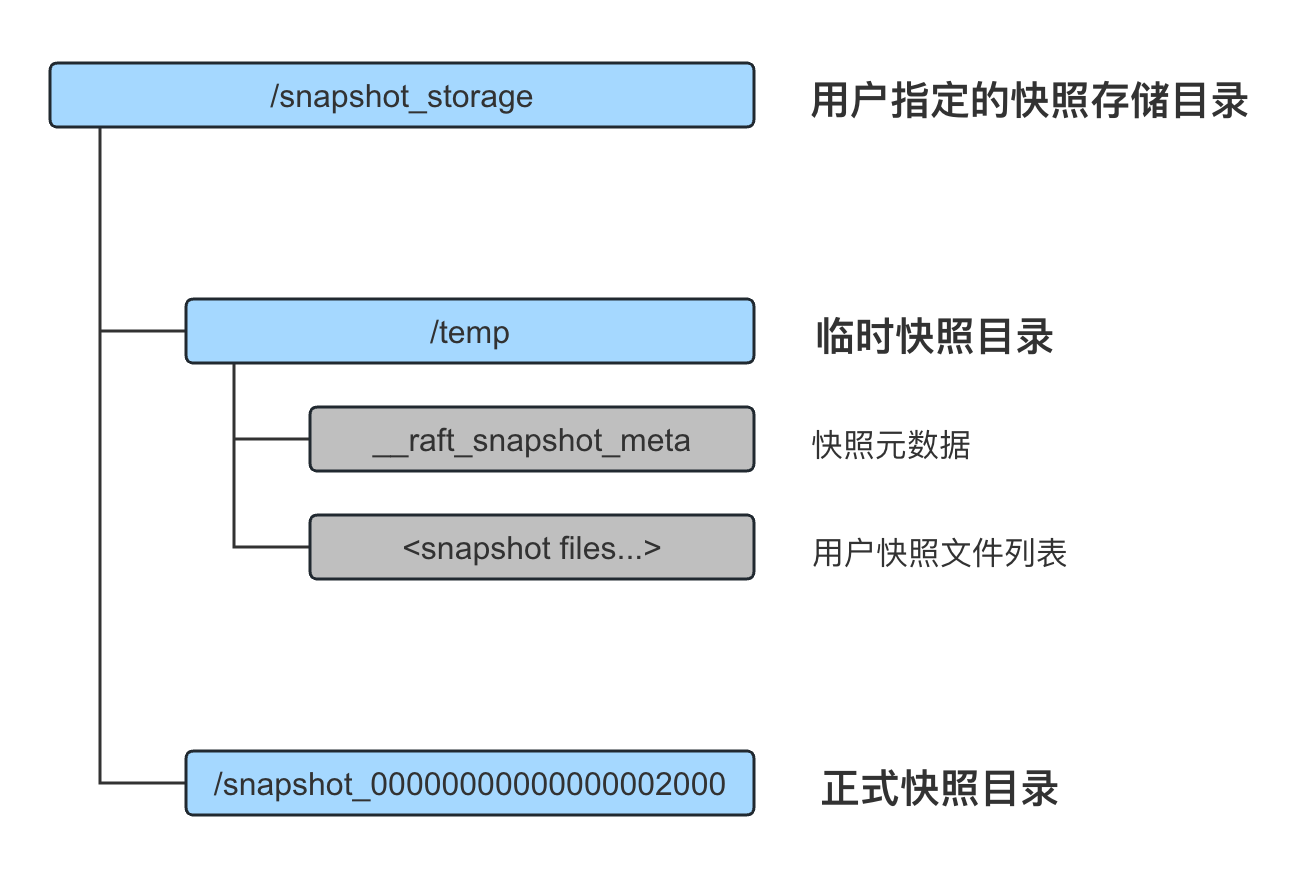 /snapshot_storage 用户指定的快照存储目录
/temp 临时快照目录
__raft_snapshot_meta 快照元数据
<snapshot files...> 用户快照文件列表
/snapshot_00000000000000002000 正式快照目录